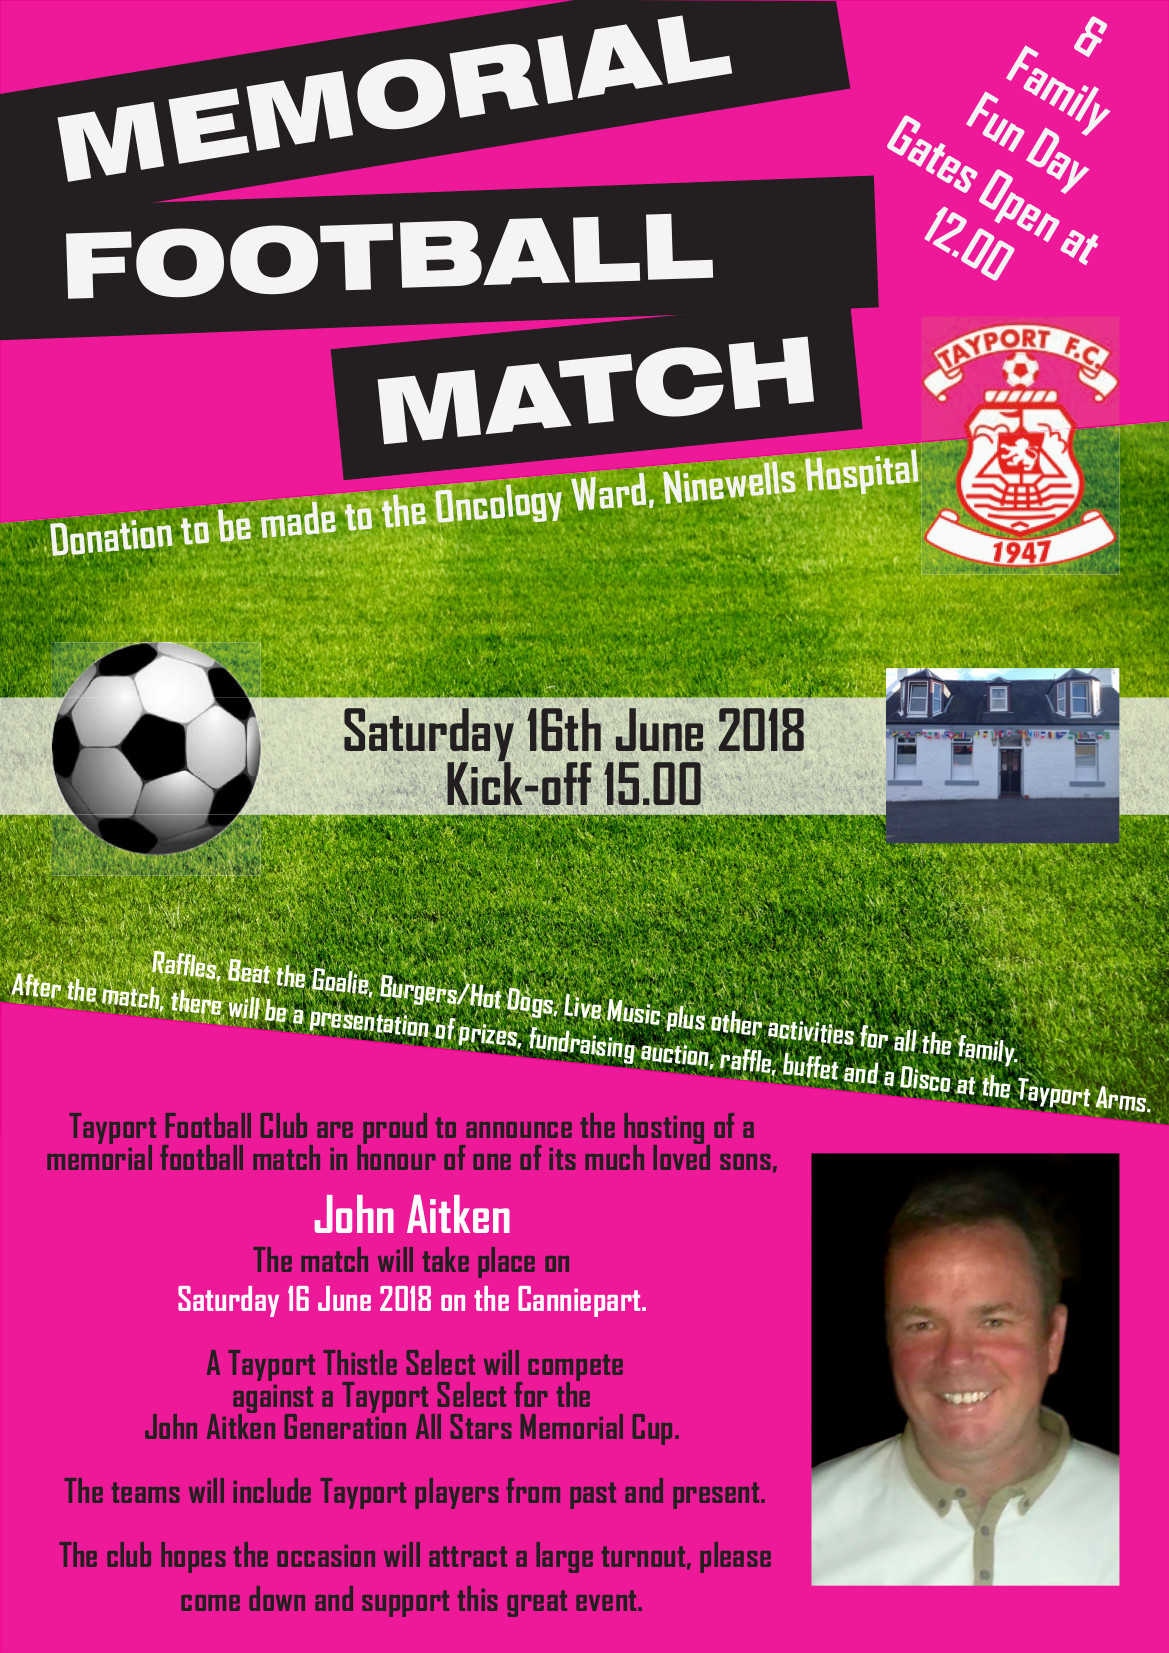 MEMORIAL
FOOTBALL
MATCH
&
Family
Fun Day
Gates Open at
12.00
TAYPORT F.C.
1947
Donation to be made to the Oncology Ward, Ninewells Hospital
Saturday 16th June 2018
Kick-off 15.00
Raffles, Beat the Goalie, Burgers/Hot Dogs, Live Music plus other activities for all the family.
After the match, there will be a presentation of prizes, fundraising auction, raffle, buffet and a Disco at the Tayport Arms.
Tayport Football Club are proud to announce the hosting of a
memorial football match in honour of one of its much loved sons,
John Aitken
The match will take place on
Saturday 16 June 2018 on the Canniepart.
A Tayport Thistle Select will compete
against a Tayport Select for the
John Aitken Generation All Stars Memorial Cup.
The teams will include Tayport players from past and present.
The club hopes the occasion will attract a large turnout, please
come down and support this great event.